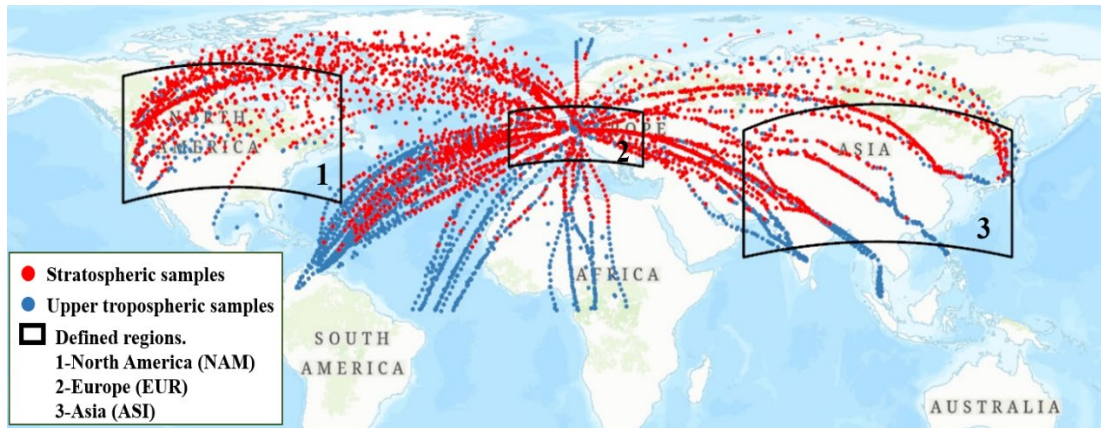 NORTH
AMERICA
1
OPE
2
ASIA
3
AFRICA
SOUTH
AMERICA
AUSTRALIA
Stratospheric samples
Upper tropospheric samples
Defined regions.
1-North America (NAM)
2-Europe (EUR)
3-Asia (ASI)